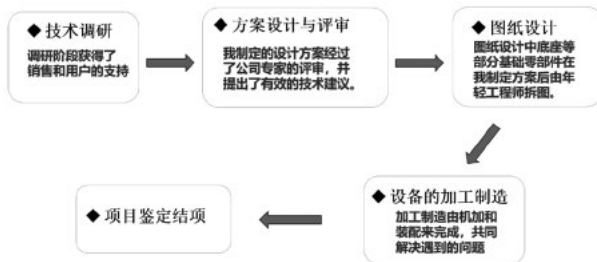 ◆ 技术调研
调研阶段获得了
销售和用户的支持
◆ 方案设计与评审
我制定的设计方案经过
了公司专家的评审，并
提出了有效的技术建议。
◆ 图纸设计
图纸设计中底座等
部分基础零部件在
我制定方案后由年
轻工程师拆图。
◆ 设备的加工制造
加工制造由机加和
装配来完成，共同
解决遇到的问题
◆ 项目鉴定结项